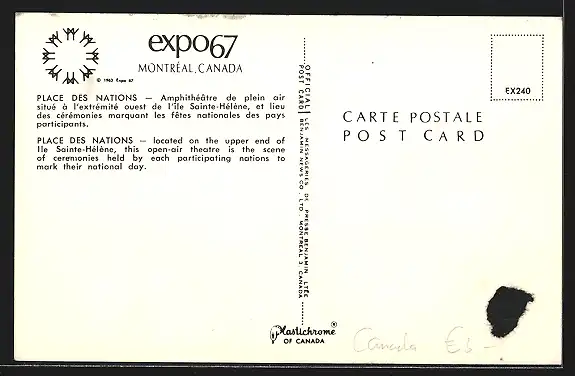 expo67
MONTRÉAL, CANADA
© 1963 Expo 67
PLACE DES NATIONS — Amphithéâtre de plein air
situé à l'extrémité ouest de l'île Sainte-Hélène, et lieu
des cérémonies marquant les fêtes nationales des pays
participants.
PLACE DES NATIONS — located on the upper end of
Ile Sainte-Hélène, this open-air theatre is the scene
of ceremonies held by each participating nations to
mark their national day.
OFFICIAL POST CARD
LES MESSAGERIES DE PRESSE BENJAMIN LTÉE
BENJAMIN NEWS CO. LTD. MONTREAL 3, CANADA
Plastichrome®
OF CANADA
EX240
CARTE POSTALE
POST CARD
Canada